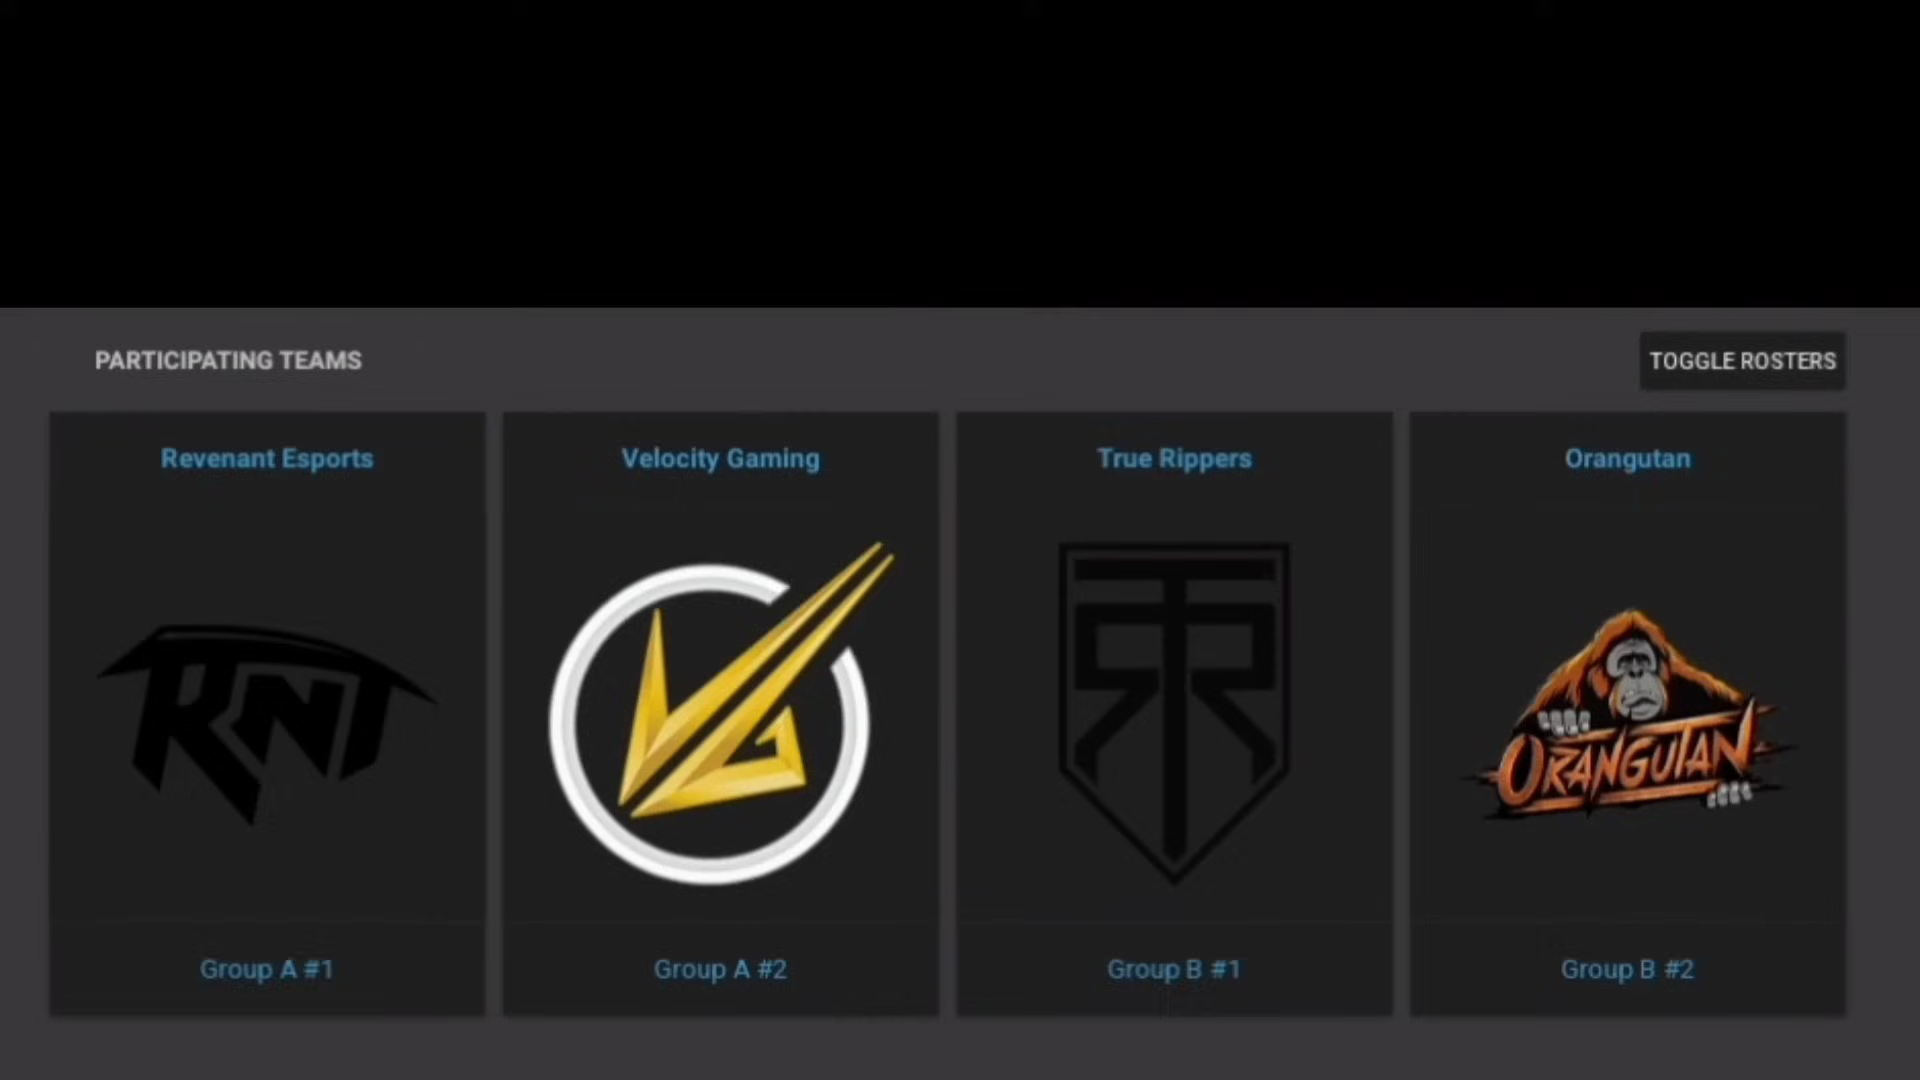 PARTICIPATING TEAMS
TOGGLE ROSTERS
Revenant Esports
Velocity Gaming
True Rippers
Orangutan
RNT
ORANGUTAN
Group A #1
Group A #2
Group B #1
Group B #2